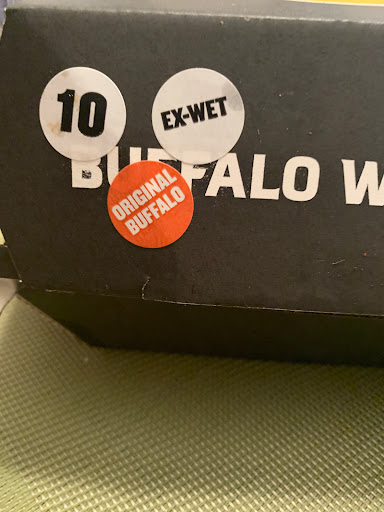 10
EX-WET
BUFFALO W
ORIGINAL
BUFFALO